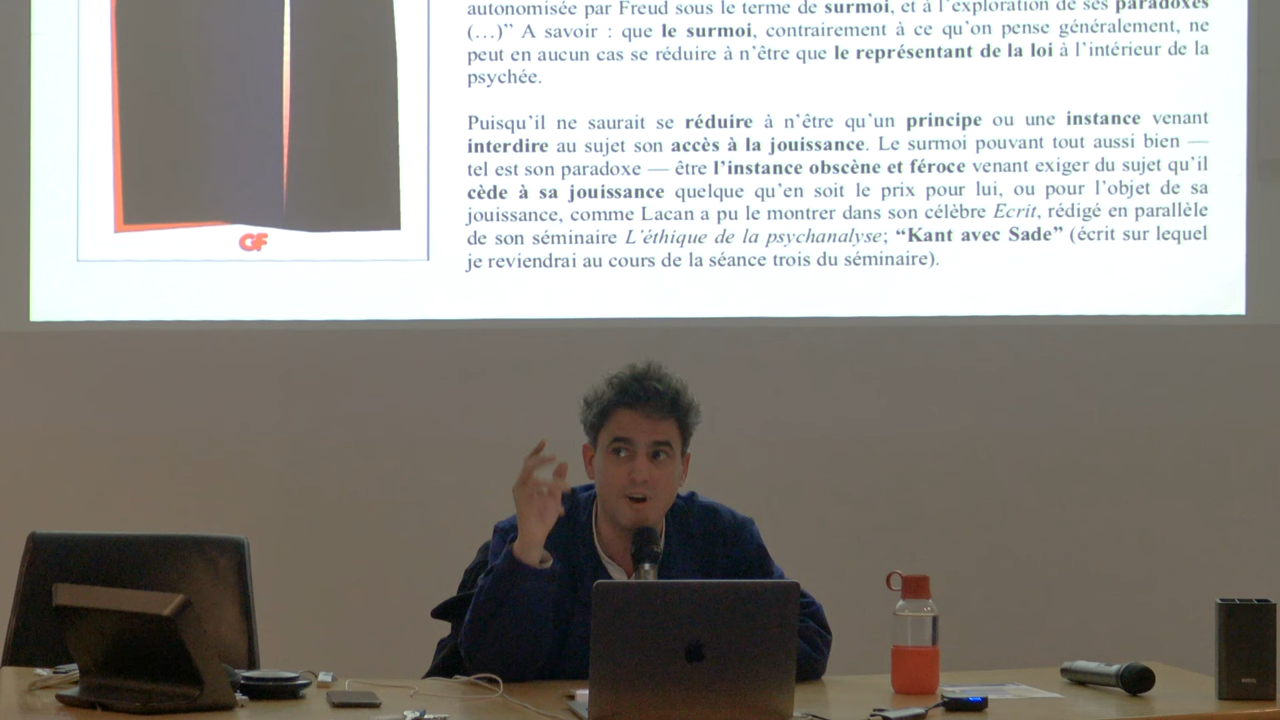 autonomisée par Freud sous le terme de surmoi, et à l'exploration de ses paradoxes
(…)” A savoir : que le surmoi, contrairement à ce qu'on pense généralement, ne
peut en aucun cas se réduire à n'être que le représentant de la loi à l'intérieur de la
psychée.
Puisqu'il ne saurait se réduire à n'être qu'un principe ou une instance venant
interdire au sujet son accès à la jouissance. Le surmoi pouvant tout aussi bien —
tel est son paradoxe — être l'instance obscène et féroce venant exiger du sujet qu'il
cède à sa jouissance quelque qu'en soit le prix pour lui, ou pour l'objet de sa
jouissance, comme Lacan a pu le montrer dans son célèbre Ecrit, rédigé en parallèle
de son séminaire L'éthique de la psychanalyse; “Kant avec Sade” (écrit sur lequel
je reviendrai au cours de la séance trois du séminaire).
GF